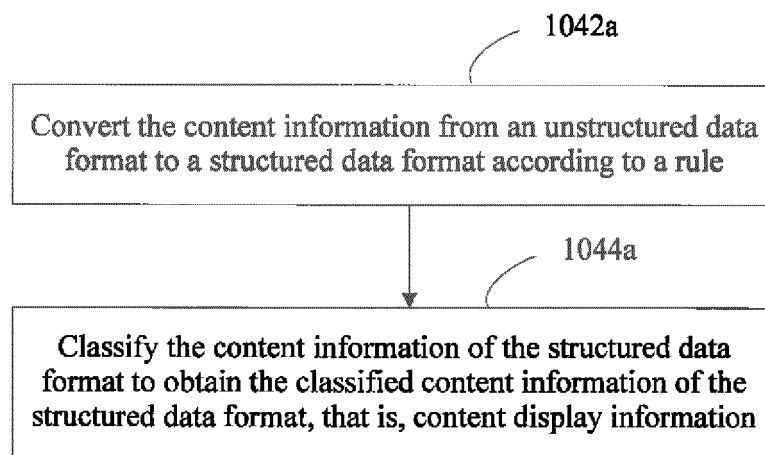 1042a
Convert the content information from an unstructured data
format to a structured data format according to a rule
1044a
Classify the content information of the structured data
format to obtain the classified content information of the
structured data format, that is, content display information